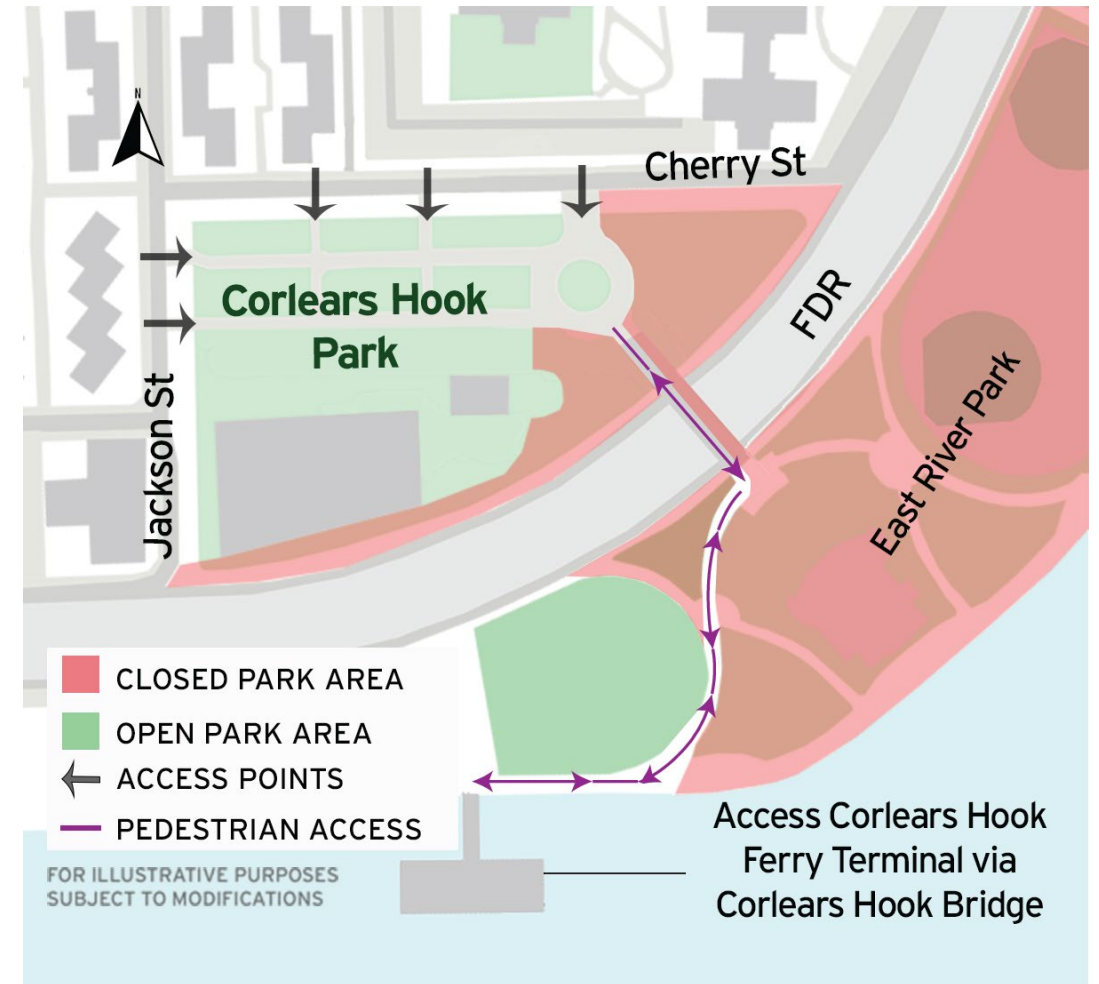 N
Cherry St
Corlears Hook
Park
FDR
Jackson St
East River Park
CLOSED PARK AREA
OPEN PARK AREA
ACCESS POINTS
PEDESTRIAN ACCESS
FOR ILLUSTRATIVE PURPOSES
SUBJECT TO MODIFICATIONS
Access Corlears Hook
Ferry Terminal via
Corlears Hook Bridge